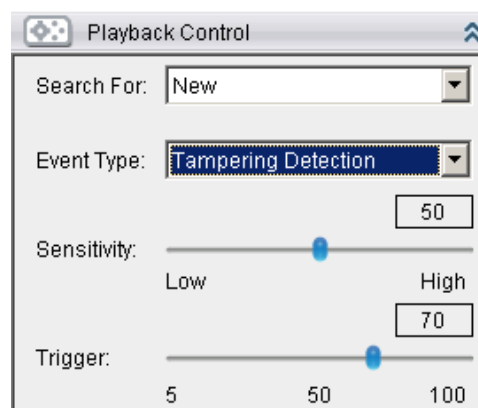 Playback Control
Search For: New
Event Type: Tampering Detection
50
Sensitivity:
Low High
70
Trigger:
5 50 100